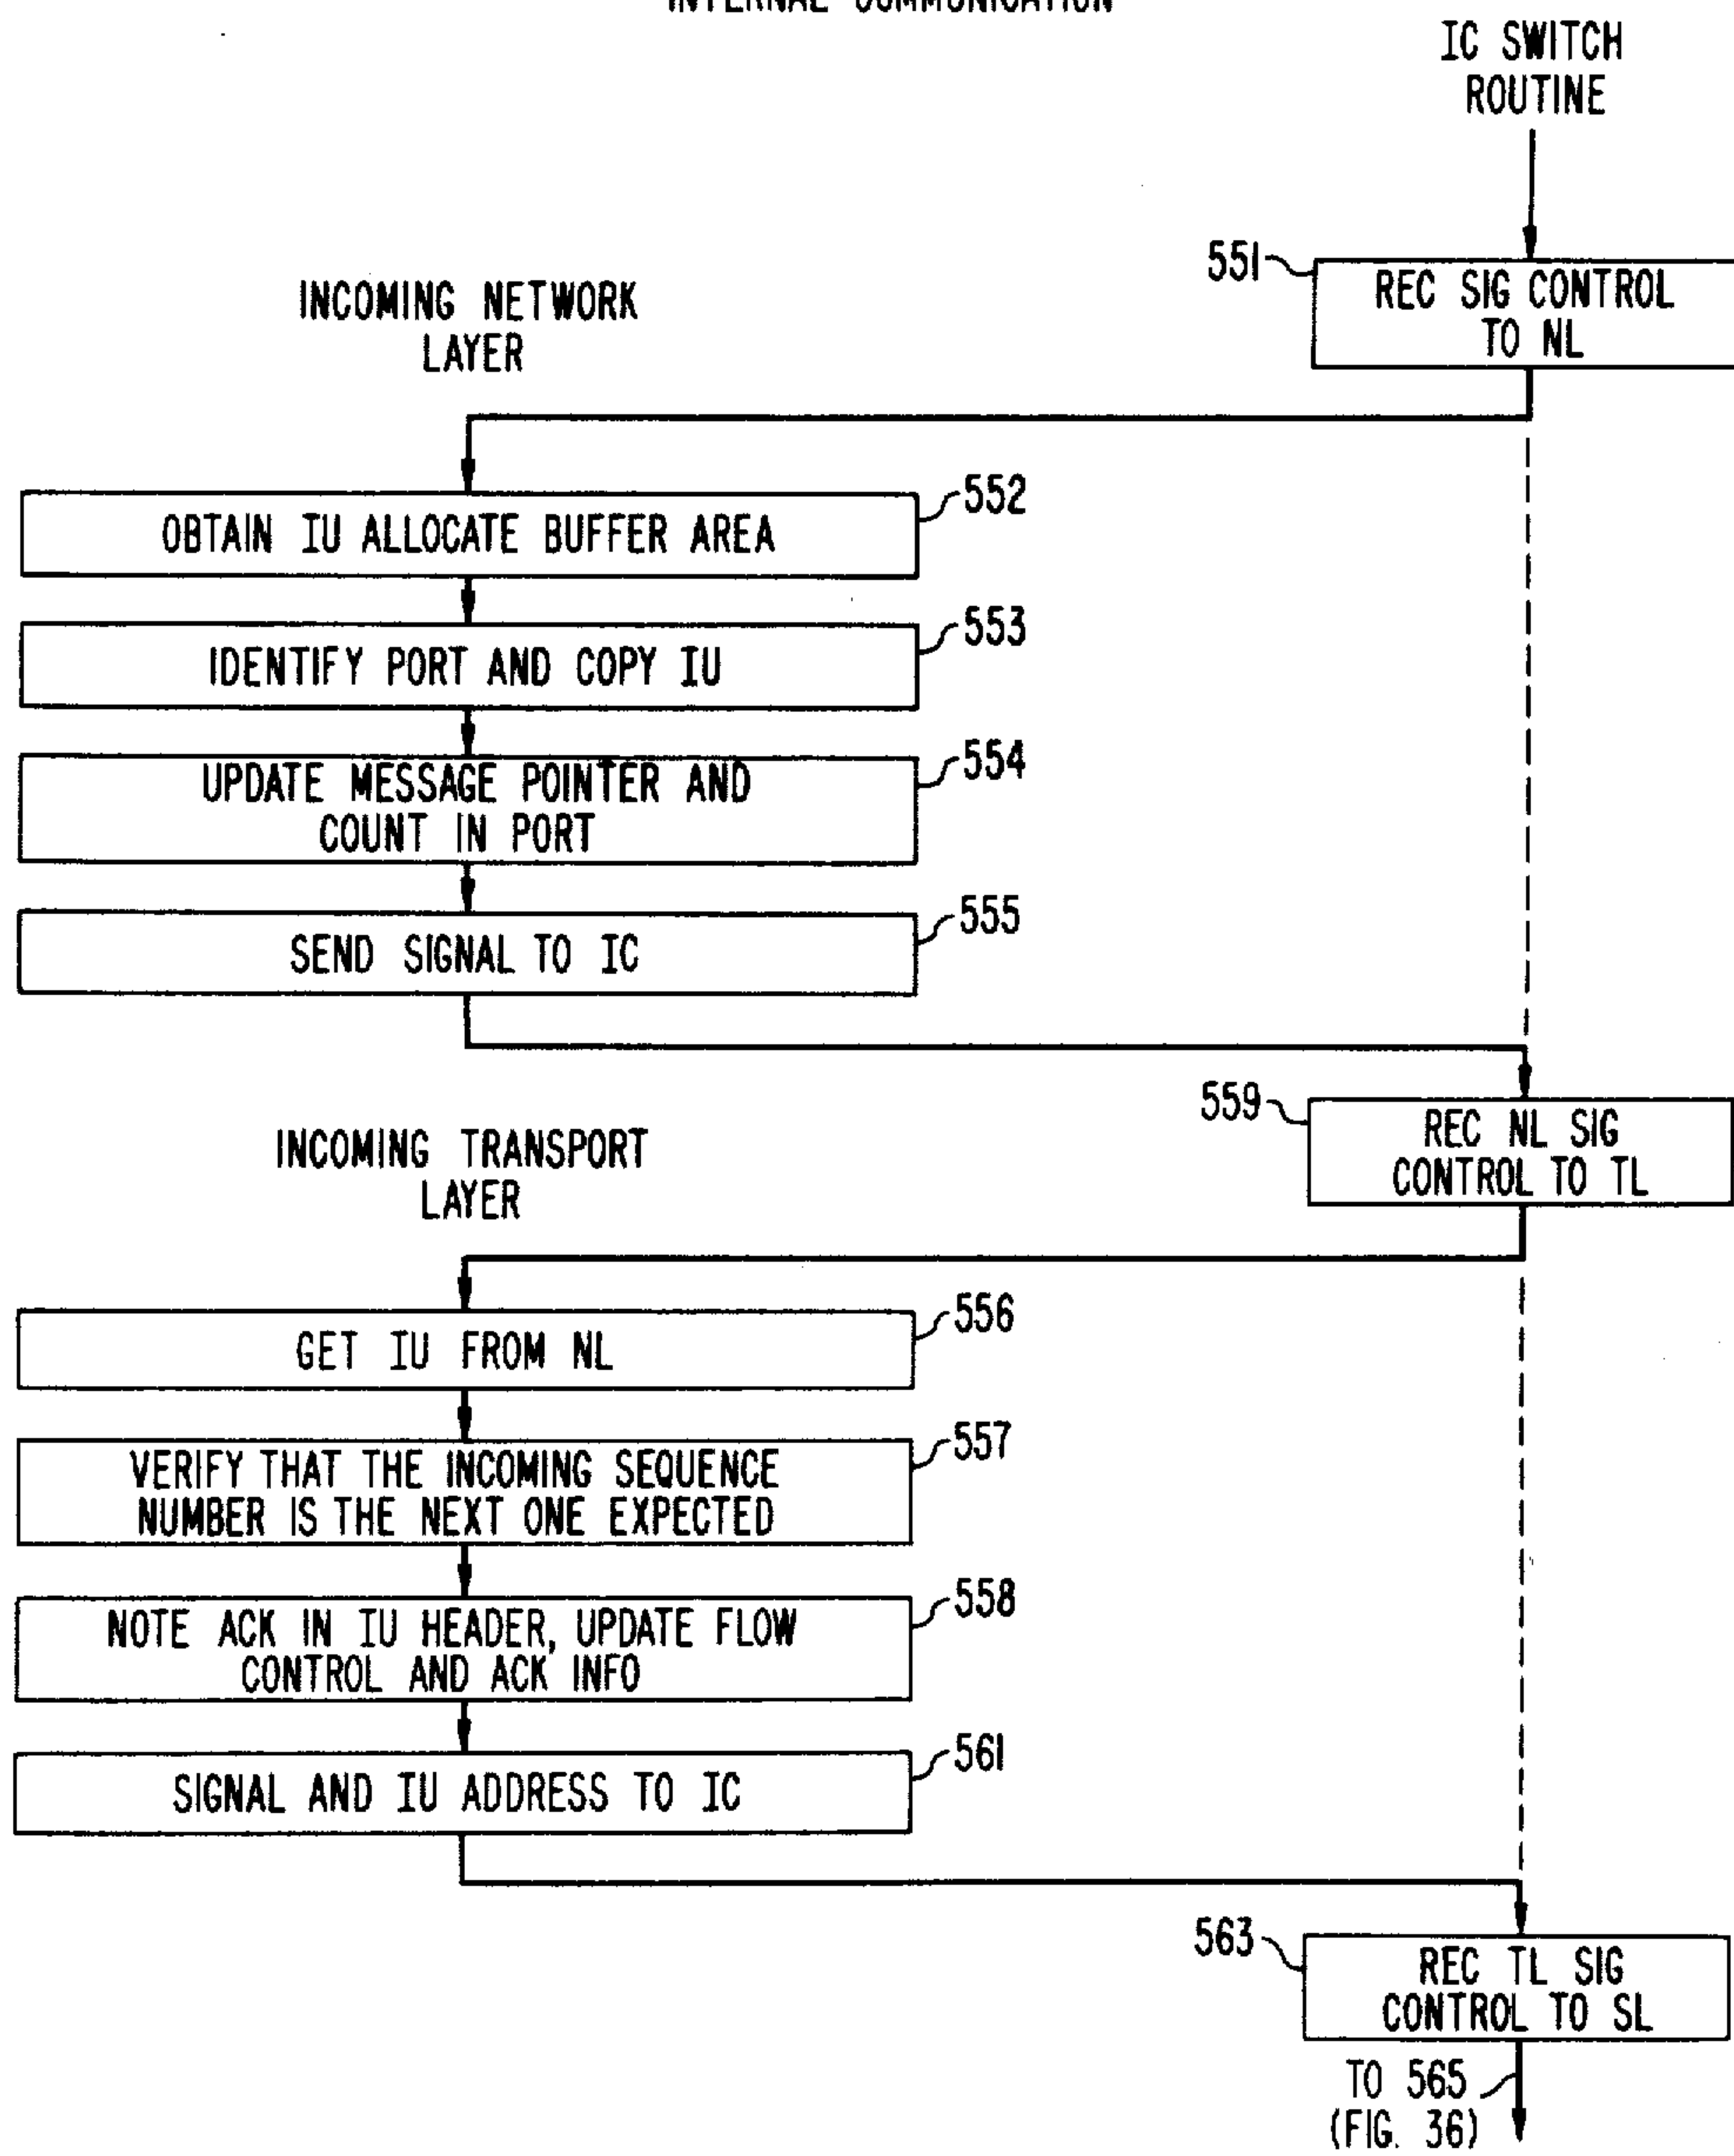 INTERNAL COMMUNICATION
IC SWITCH
ROUTINE
551
REC SIG CONTROL
TO NL
INCOMING NETWORK
LAYER
552
OBTAIN IU ALLOCATE BUFFER AREA
553
IDENTIFY PORT AND COPY IU
554
UPDATE MESSAGE POINTER AND
COUNT IN PORT
555
SEND SIGNAL TO IC
559
REC NL SIG
CONTROL TO TL
INCOMING TRANSPORT
LAYER
556
GET IU FROM NL
557
VERIFY THAT THE INCOMING SEQUENCE
NUMBER IS THE NEXT ONE EXPECTED
558
NOTE ACK IN IU HEADER, UPDATE FLOW
CONTROL AND ACK INFO
561
SIGNAL AND IU ADDRESS TO IC
563
REC TL SIG
CONTROL TO SL
TO 565
(FIG. 36)